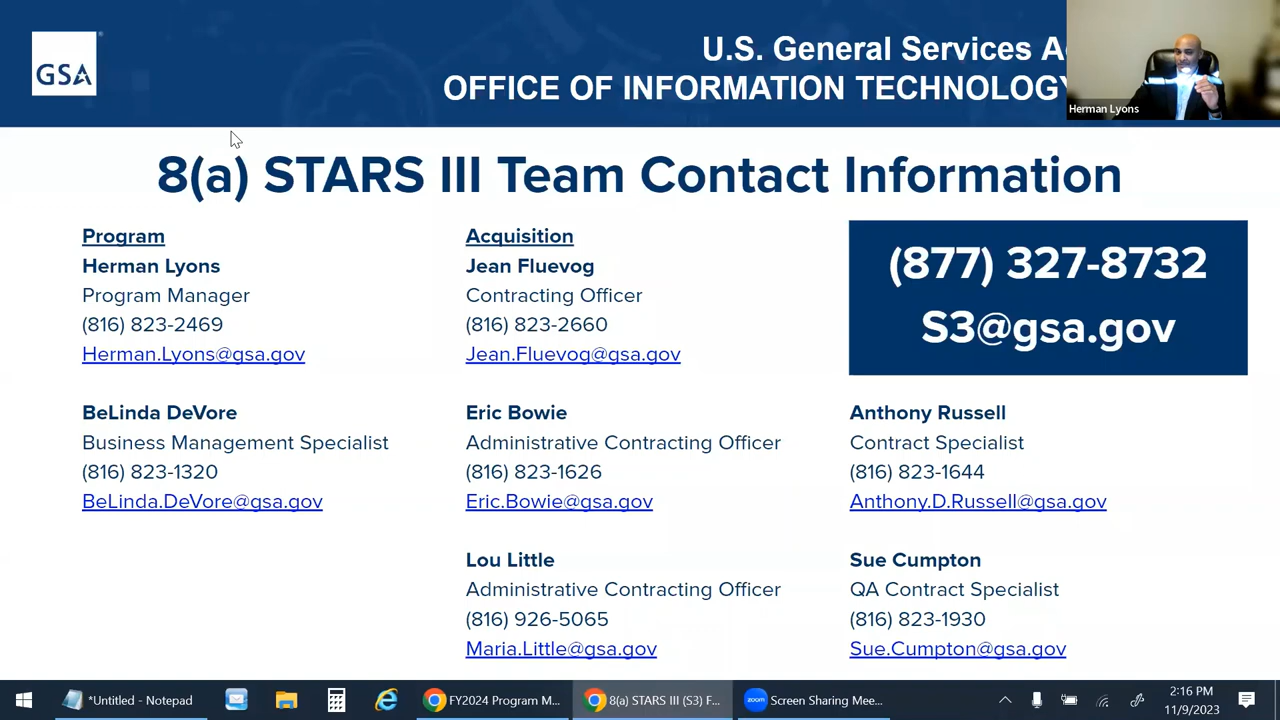 GSA
U.S. General Services A
OFFICE OF INFORMATION TECHNOLOGY
Herman Lyons
8(a) STARS III Team Contact Information
Program
Herman Lyons
Program Manager
(816) 823-2469
Herman.Lyons@gsa.gov
BeLinda DeVore
Business Management Specialist
(816) 823-1320
BeLinda.DeVore@gsa.gov
Acquisition
Jean Fluevog
Contracting Officer
(816) 823-2660
Jean.Fluevog@gsa.gov
Eric Bowie
Administrative Contracting Officer
(816) 823-1626
Eric.Bowie@gsa.gov
Lou Little
Administrative Contracting Officer
(816) 926-5065
Maria.Little@gsa.gov
(877) 327-8732
S3@gsa.gov
Anthony Russell
Contract Specialist
(816) 823-1644
Anthony.D.Russell@gsa.gov
Sue Cumpton
QA Contract Specialist
(816) 823-1930
Sue.Cumpton@gsa.gov
*Untitled - Notepad
FY2024 Program M...
8(a) STARS III (S3) F...
zoom
Screen Sharing Mee...
2:16 PM
11/9/2023